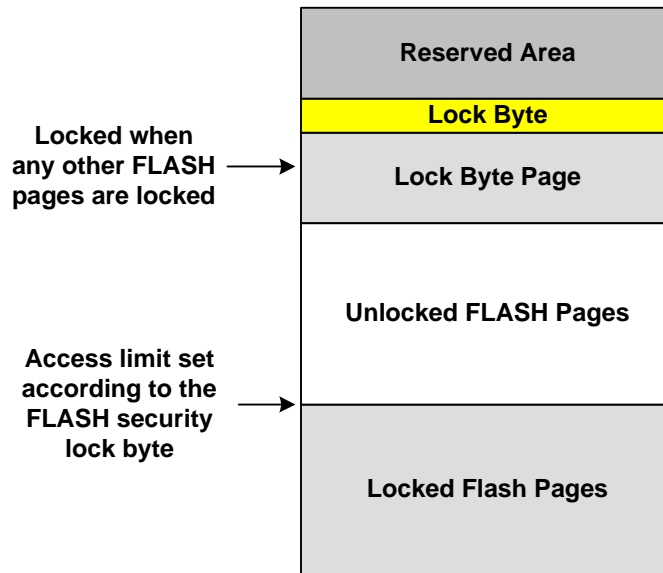 Reserved Area
Lock Byte
Locked when
any other FLASH
pages are locked
Lock Byte Page
Unlocked FLASH Pages
Access limit set
according to the
FLASH security
lock byte
Locked Flash Pages